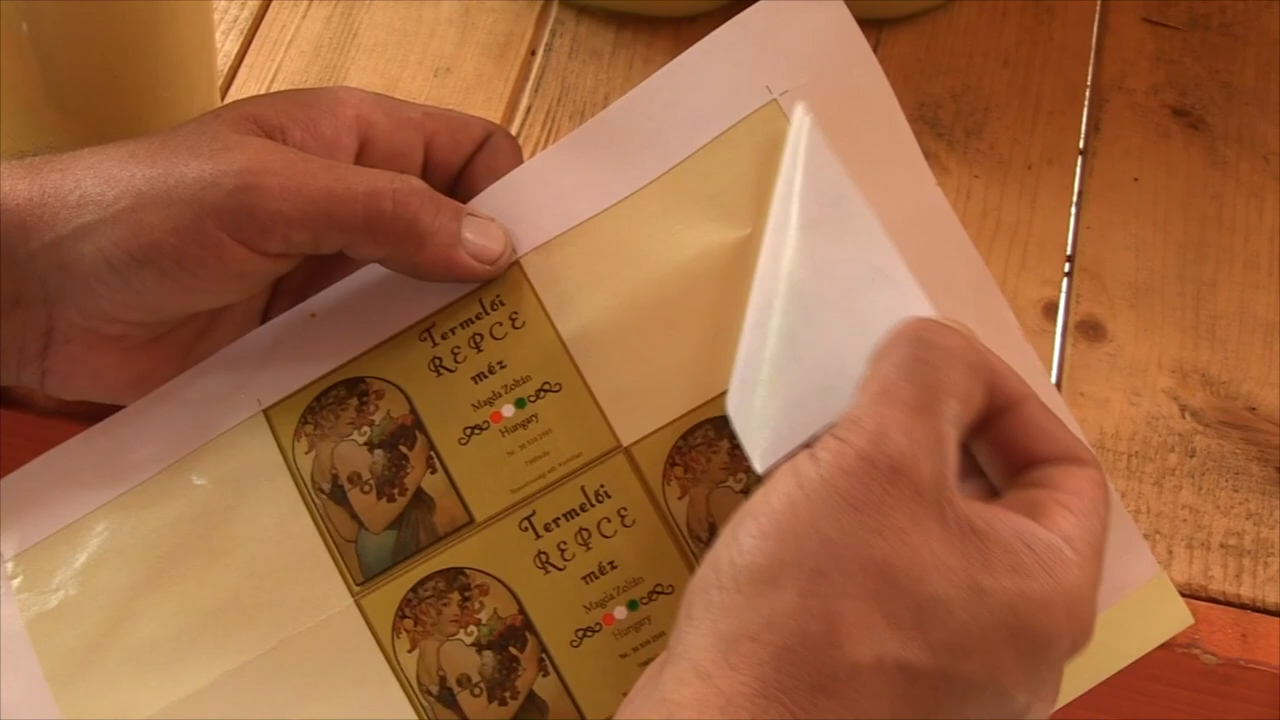 Termelői
REPCE
méz
Magda Zoltán
Hungary
Termelői
REPCE
méz
Magda Zoltán
Hungary